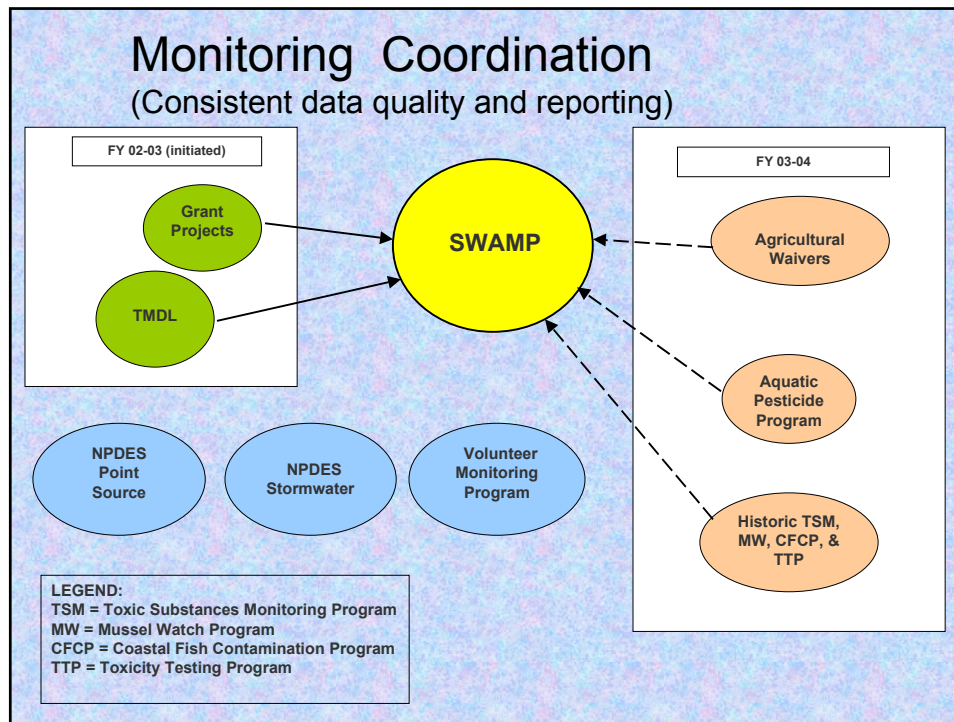 Monitoring Coordination
(Consistent data quality and reporting)
FY 02-03 (initiated)
Grant
Projects
TMDL
SWAMP
FY 03-04
Agricultural
Waivers
Aquatic
Pesticide
Program
Historic TSM,
MW, CFCP, &
TTP
NPDES
Point
Source
NPDES
Stormwater
Volunteer
Monitoring
Program
LEGEND:
TSM = Toxic Substances Monitoring Program
MW = Mussel Watch Program
CFCP = Coastal Fish Contamination Program
TTP = Toxicity Testing Program